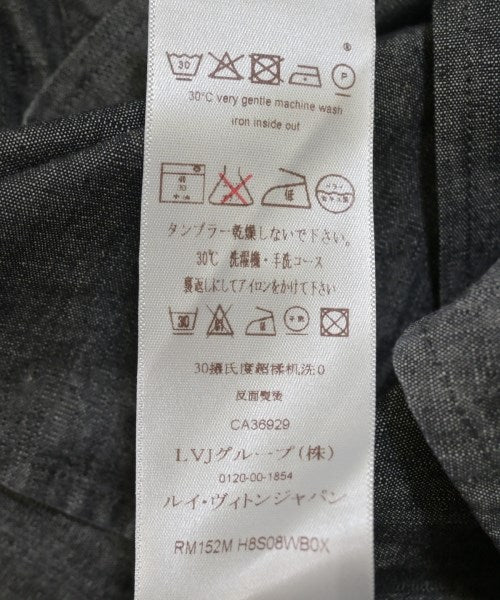 ®
30 P
30°C very gentle machine wash
iron inside out
タンブラー乾燥しないで下さい。
30℃ 洗濯機・手洗コース
裏返しにしてアイロンをかけて下さい
30
30攝氏度超揉机洗0
反面熨後
CA36929
LVJグループ(株)
0120-00-1854
ルイ・ヴィトンジャパン
RM152M H8S08WB0X